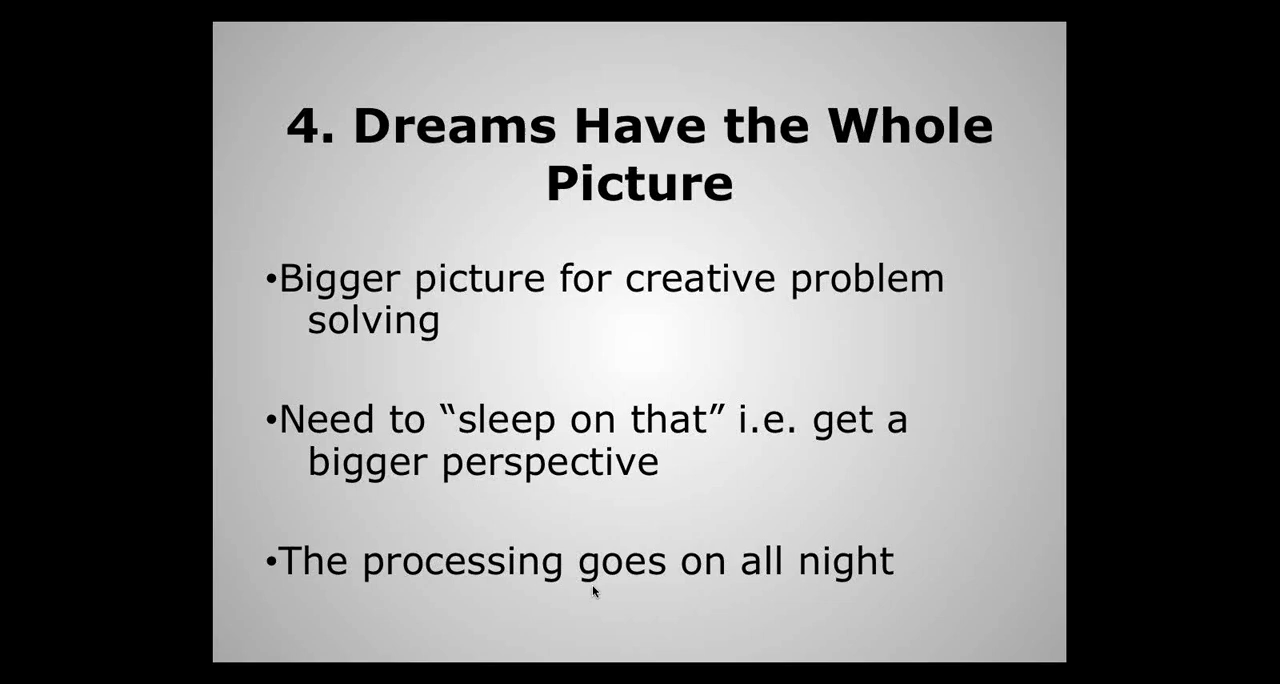 4. Dreams Have the Whole
Picture
•Bigger picture for creative problem
solving
•Need to “sleep on that” i.e. get a
bigger perspective
•The processing goes on all night